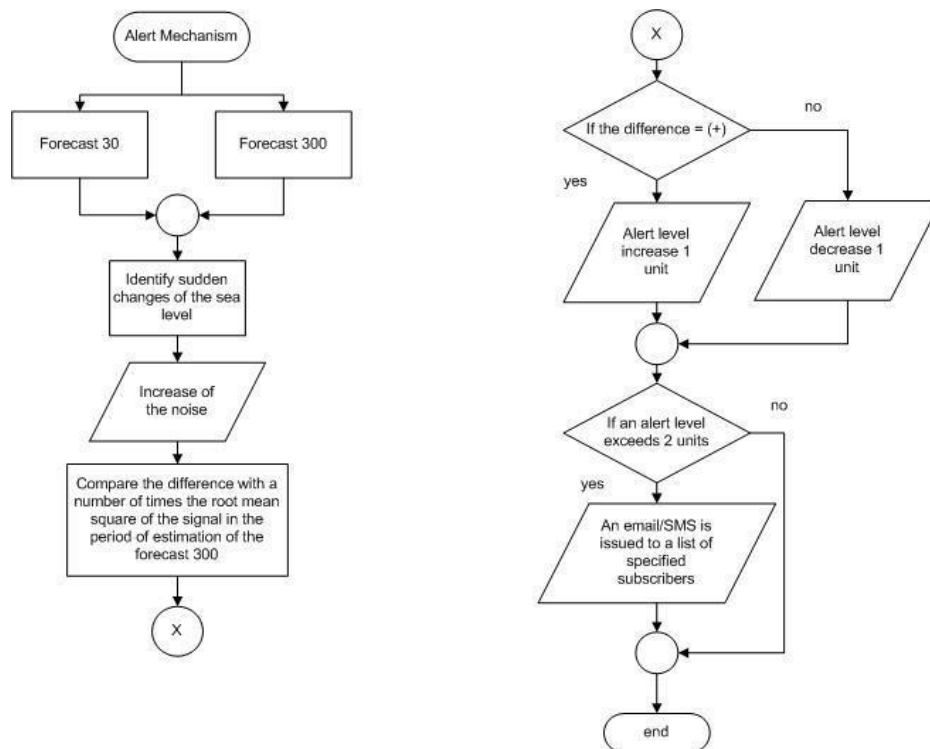 Alert Mechanism
Forecast 30
Forecast 300
Identify sudden
changes of the sea
level
Increase of
the noise
Compare the difference with a
number of times the root mean
square of the signal in the
period of estimation of the
forecast 300
X
X
If the difference = (+)
no
yes
Alert level
increase 1
unit
Alert level
decrease 1
unit
If an alert level
exceeds 2 units
no
yes
An email/SMS is
issued to a list of
specified
subscribers
end